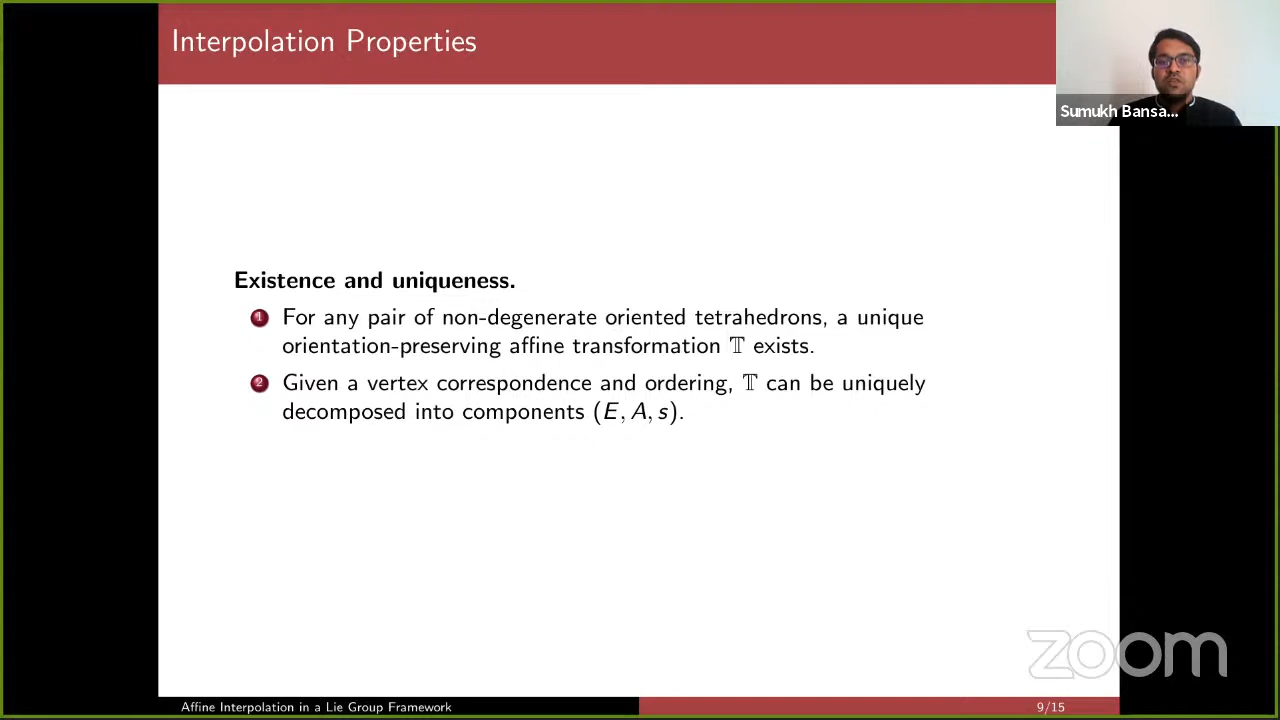 Interpolation Properties
Sumukh Bansa...
Existence and uniqueness.
1 For any pair of non-degenerate oriented tetrahedrons, a unique
orientation-preserving affine transformation 𝕋 exists.
2 Given a vertex correspondence and ordering, 𝕋 can be uniquely
decomposed into components (E, A, s).
zoom
Affine Interpolation in a Lie Group Framework
9/15